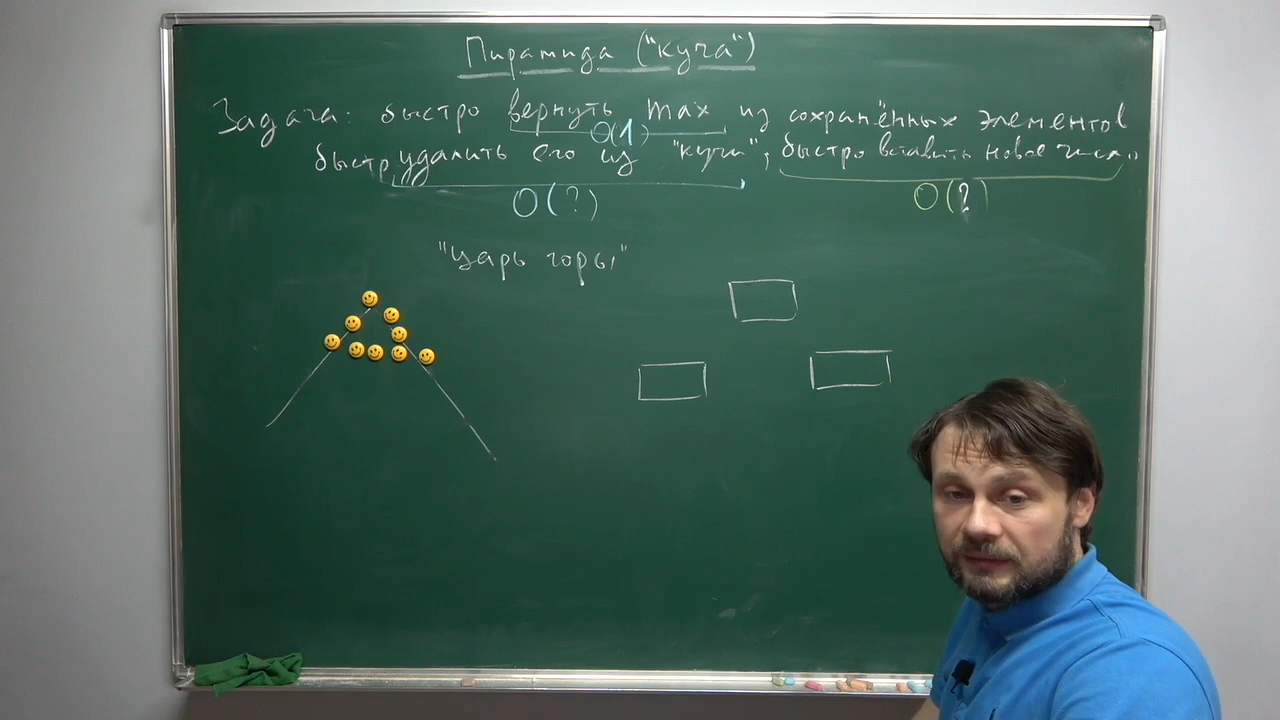 Пирамида ("куча")
Задача: быстро вернуть max из сохранённых элементов
O(1)
быстр удалить его из "кучи", быстро вставить новое число
O(?) O(?)
"царь горы"